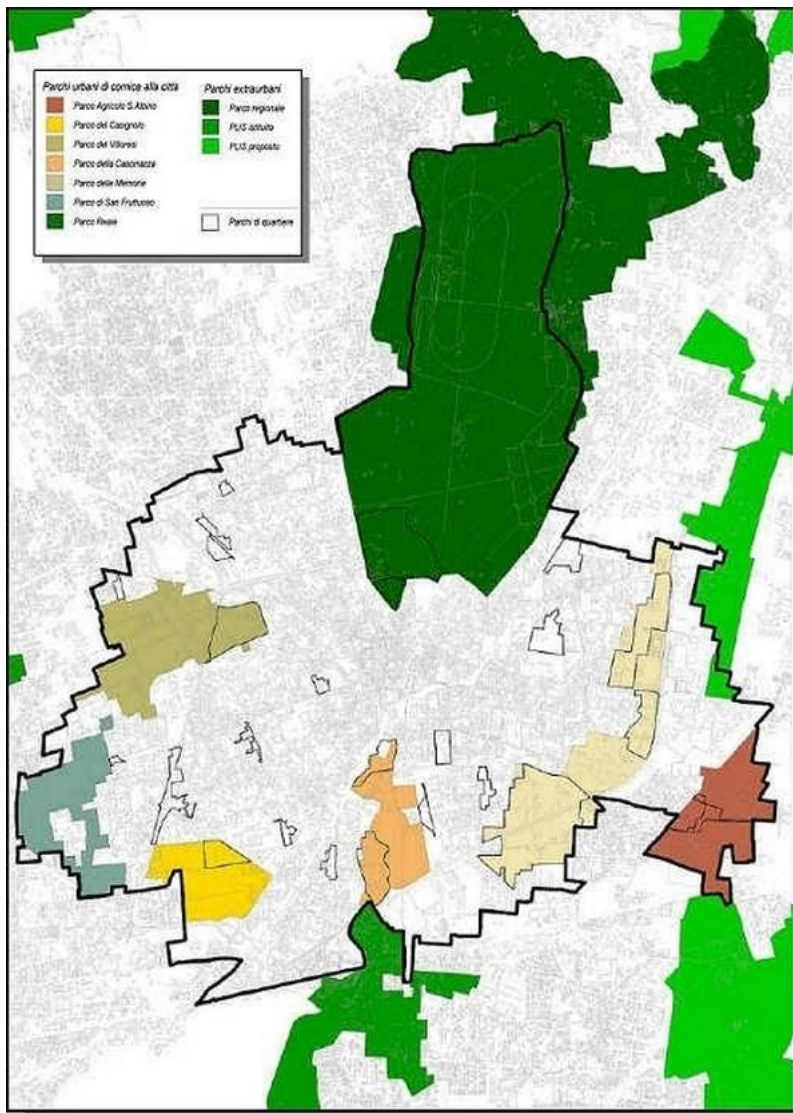 Parchi urbani di cornice alla città
Parco Agricolo S.Albino
Parco del Casignolo
Parco del Villoresi
Parco della Cascinazza
Parco delle Memorie
Parco di San Fruttuoso
Parco Reale
Parchi extraurbani
Parco regionale
PLIS istituito
PLIS proposto
Parchi di quartiere